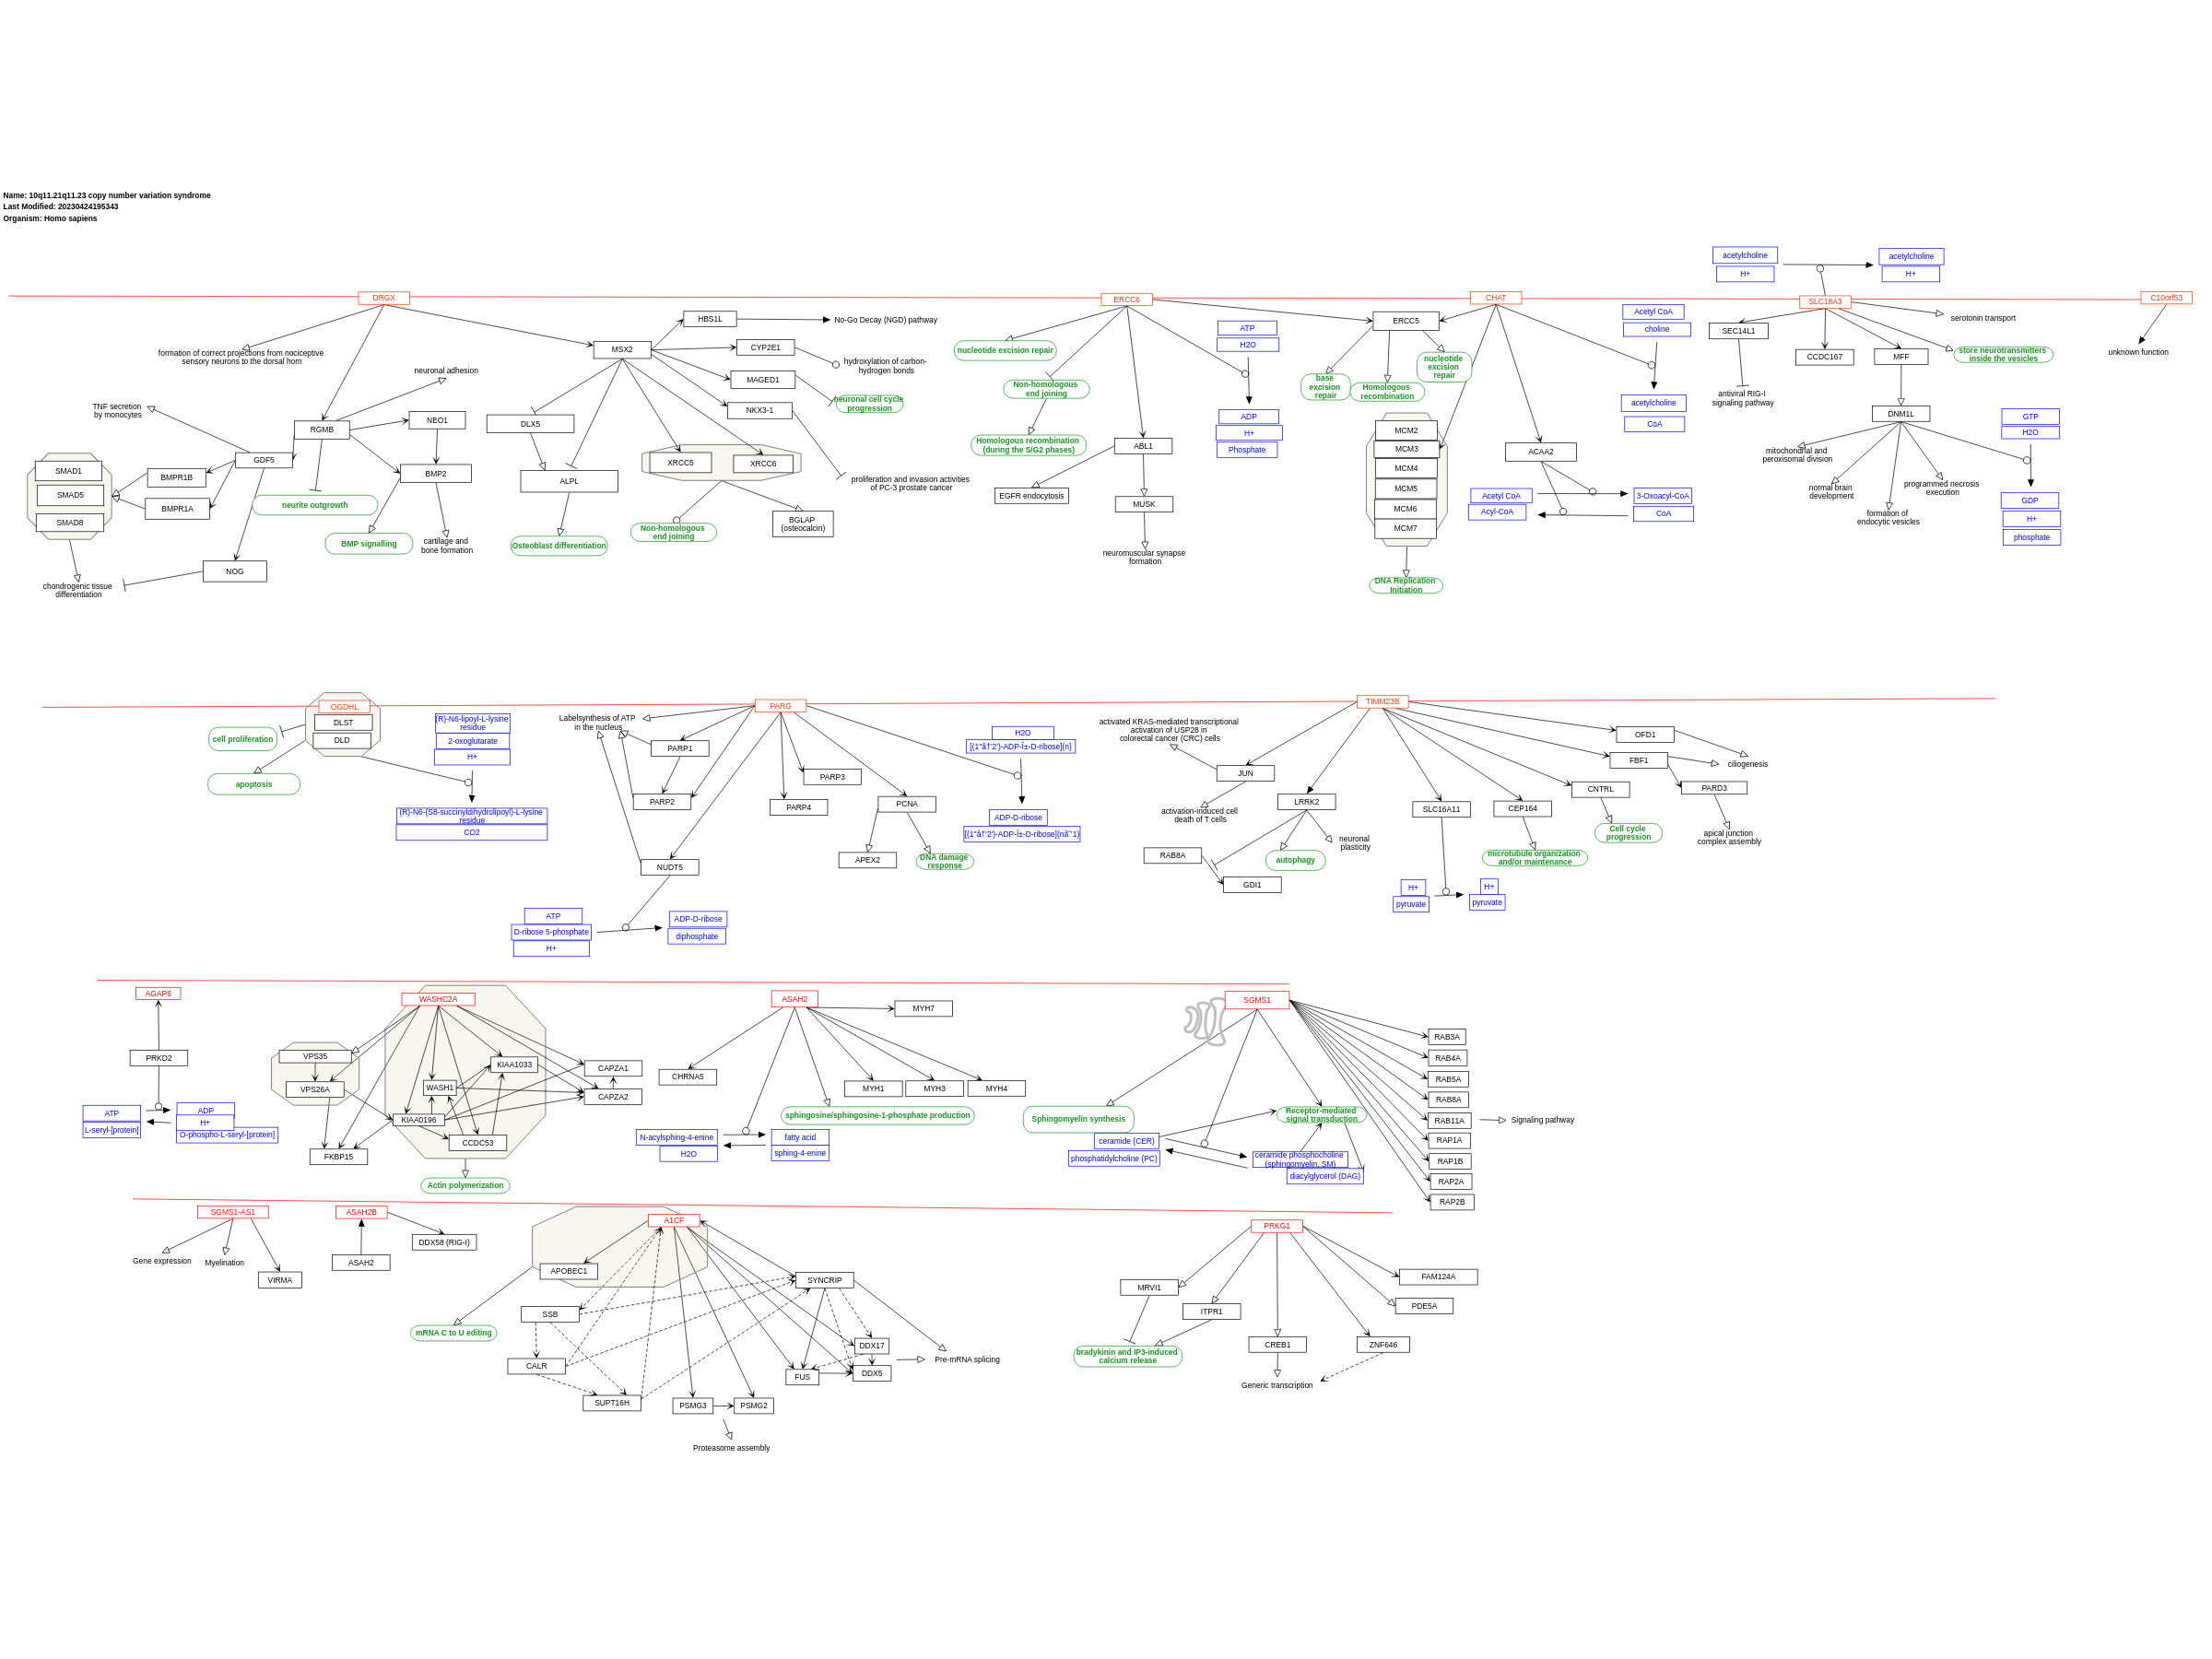 Name: 10q11.21q11.23 copy number variation syndrome
Last Modified: 20230424195343
Organism: Homo sapiens
acetylcholine
H+
acetylcholine
H+
DRGX
ERCC6
CHAT
SLC18A3
C10orf53
HBS1L
No-Go Decay (NGD) pathway
MSX2
CYP2E1
hydroxylation of carbon-
hydrogen bonds
MAGED1
neuronal cell cycle
progression
NKX3-1
proliferation and invasion activities
of PC-3 prostate cancer
formation of correct projections from nociceptive
sensory neurons to the dorsal horn
neuronal adhesion
TNF secretion
by monocytes
RGMB
NEO1
GDF5
BMP2
BMPR1B
BMPR1A
SMAD1
SMAD5
SMAD8
neurite outgrowth
BMP signalling
cartilage and
bone formation
NOG
chondrogenic tissue
differentiation
DLX5
ALPL
Osteoblast differentiation
XRCC5
XRCC6
Non-homologous
end joining
BGLAP
(osteocalcin)
nucleotide excision repair
Non-homologous
end joining
Homologous recombination
(during the S/G2 phases)
ABL1
EGFR endocytosis
MUSK
neuromuscular synapse
formation
ATP
H2O
ADP
H+
Phosphate
ERCC5
base
excision
repair
Homologous
recombination
nucleotide
excision
repair
MCM2
MCM3
MCM4
MCM5
MCM6
MCM7
DNA Replication
Initiation
ACAA2
Acetyl CoA
Acyl-CoA
3-Oxoacyl-CoA
CoA
Acetyl CoA
choline
acetylcholine
CoA
SEC14L1
antiviral RIG-I
signaling pathway
CCDC167
MFF
serotonin transport
store neurotransmitters
inside the vesicles
DNM1L
mitochondrial and
peroxisomal division
normal brain
development
formation of
endocytic vesicles
programmed necrosis
execution
GTP
H2O
GDP
H+
phosphate
unknown function
OGDHL
DLST
DLD
cell proliferation
apoptosis
(R)-N6-lipoyl-L-lysine
residue
2-oxoglutarate
H+
(R)-N6-(S8-succinyldihydrolipoyl)-L-lysine
residue
CO2
PARG
Labelsynthesis of ATP
in the nucleus
PARP1
PARP2
PARP3
PARP4
PCNA
APEX2
DNA damage
response
NUDT5
ATP
D-ribose 5-phosphate
H+
ADP-D-ribose
diphosphate
H2O
[(1''â†'2')-ADP-Î±-D-ribose](n)
ADP-D-ribose
[(1''â†'2')-ADP-Î±-D-ribose](nâˆ'1)
TIMM23B
activated KRAS-mediated transcriptional
activation of USP28 in
colorectal cancer (CRC) cells
JUN
activation-induced cell
death of T cells
LRRK2
neuronal
plasticity
autophagy
RAB8A
GDI1
SLC16A11
H+
pyruvate
H+
pyruvate
CEP164
microtubule organization
and/or maintenance
CNTRL
Cell cycle
progression
OFD1
FBF1
ciliogenesis
PARD3
apical junction
complex assembly
AGAP6
PRKD2
ATP
L-seryl-[protein]
ADP
H+
O-phospho-L-seryl-[protein]
WASHC2A
VPS35
VPS26A
KIAA1033
WASH1
KIAA0196
CCDC53
CAPZA1
CAPZA2
FKBP15
Actin polymerization
ASAH2
MYH7
CHRNA5
MYH1
MYH3
MYH4
sphingosine/sphingosine-1-phosphate production
N-acylsphing-4-enine
H2O
fatty acid
sphing-4-enine
SGMS1
Sphingomyelin synthesis
Receptor-mediated
signal transduction
ceramide (CER)
phosphatidylcholine (PC)
ceramide phosphocholine
(sphingomyelin, SM)
diacylglycerol (DAG)
RAB3A
RAB4A
RAB5A
RAB8A
RAB11A
RAP1A
RAP1B
RAP2A
RAP2B
Signaling pathway
SGMS1-AS1
Gene expression
Myelination
VIRMA
ASAH2B
ASAH2
DDX58 (RIG-I)
A1CF
APOBEC1
mRNA C to U editing
SYNCRIP
SSB
CALR
SUPT16H
DDX17
DDX5
FUS
Pre-mRNA splicing
PSMG3
PSMG2
Proteasome assembly
PRKG1
MRVI1
ITPR1
bradykinin and IP3-induced
calcium release
CREB1
Generic transcription
ZNF646
FAM124A
PDE5A